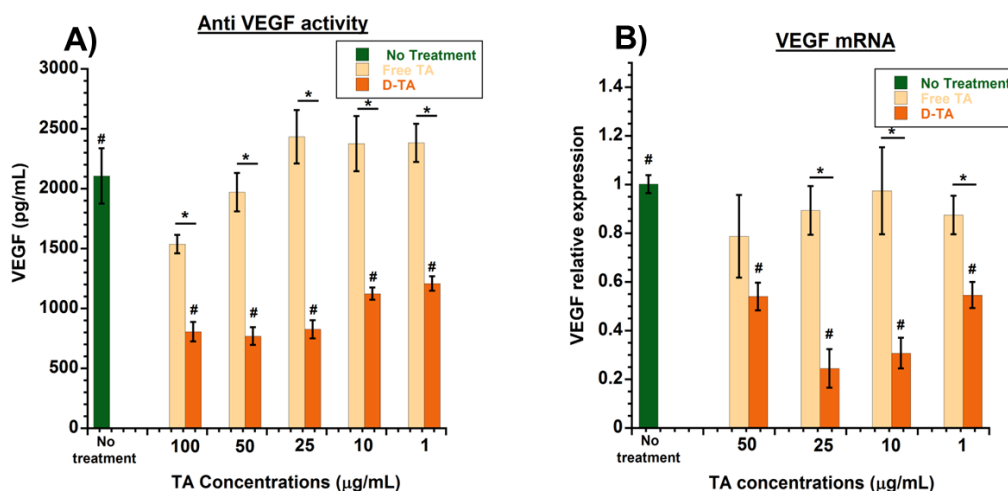 A)
Anti VEGF activity
No Treatment
Free TA
D-TA
VEGF (pg/mL)
3000
2500
2000
1500
1000
500
0
#
*
#
*
#
*
#
*
#
*
#
No
treatment
100
50
25
10
1
TA Concentrations (μg/mL)
B)
VEGF mRNA
No Treatment
Free TA
D-TA
VEGF relative expression
1.4
1.2
1
0.8
0.6
0.4
0.2
0
#
#
*
#
*
#
*
#
No
treatment
50
25
10
1
TA concentrations (μg/mL)